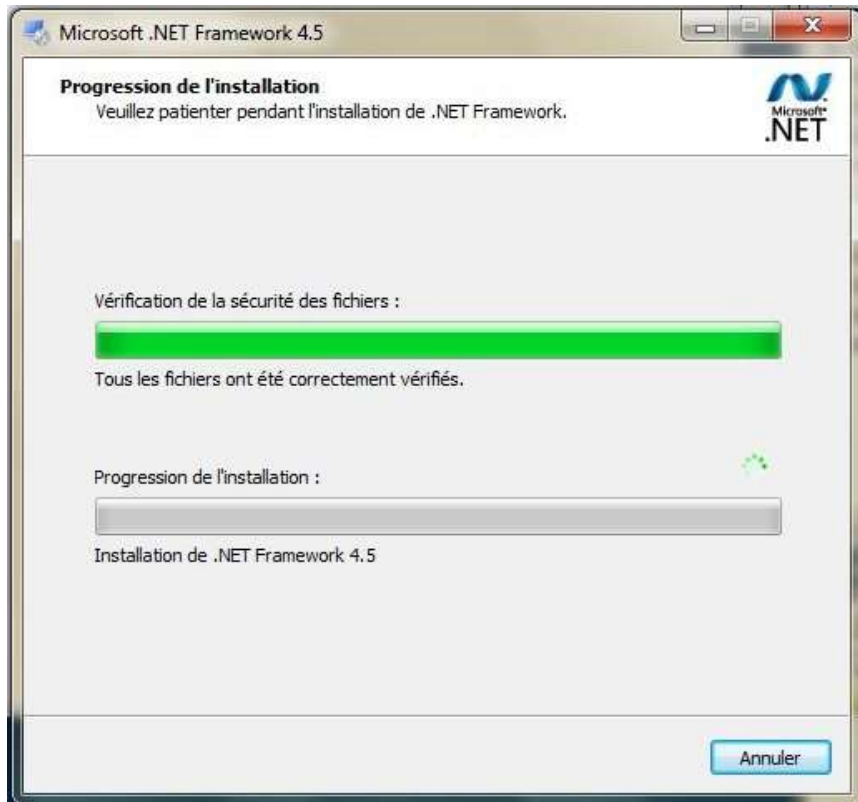 Microsoft .NET Framework 4.5
Progression de l'installation
Veuillez patienter pendant l'installation de .NET Framework.
Microsoft®
.NET
Vérification de la sécurité des fichiers :
Tous les fichiers ont été correctement vérifiés.
Progression de l'installation :
Installation de .NET Framework 4.5
Annuler